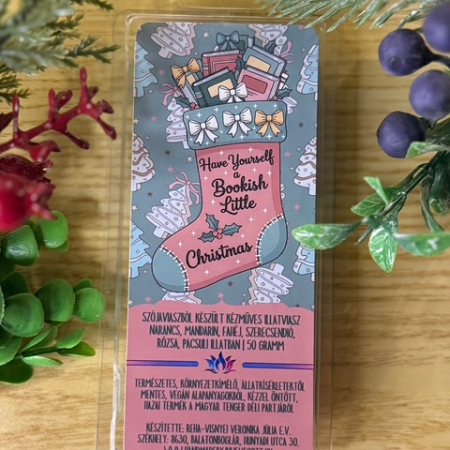 Have Yourself
a
Bookish
Little
Christmas
SZÓJAVIASZBÓL KÉSZÜLT KÉZMŰVES ILLATVIASZ
NARANCS, MANDARIN, FAHÉJ, SZERECSENDIÓ,
RÓZSA, PACSULI ILLATBAN | 50 GRAMM
TERMÉSZETES, KÖRNYEZETKÍMÉLŐ, ÁLLATKÍSÉRLETEKTŐL
MENTES, VEGÁN ALAPANYAGOKBÓL, KÉZZEL ÖNTÖTT,
HAZAI TERMÉK A MAGYAR TENGER DÉLI PARTJÁRÓL
KÉSZÍTETTE: REHA-VISNYEI VERONIKA JÚLIA E.V.
SZÉKHELY: 8630, BALATONBOGLÁR, HUNYADI UTCA 30.